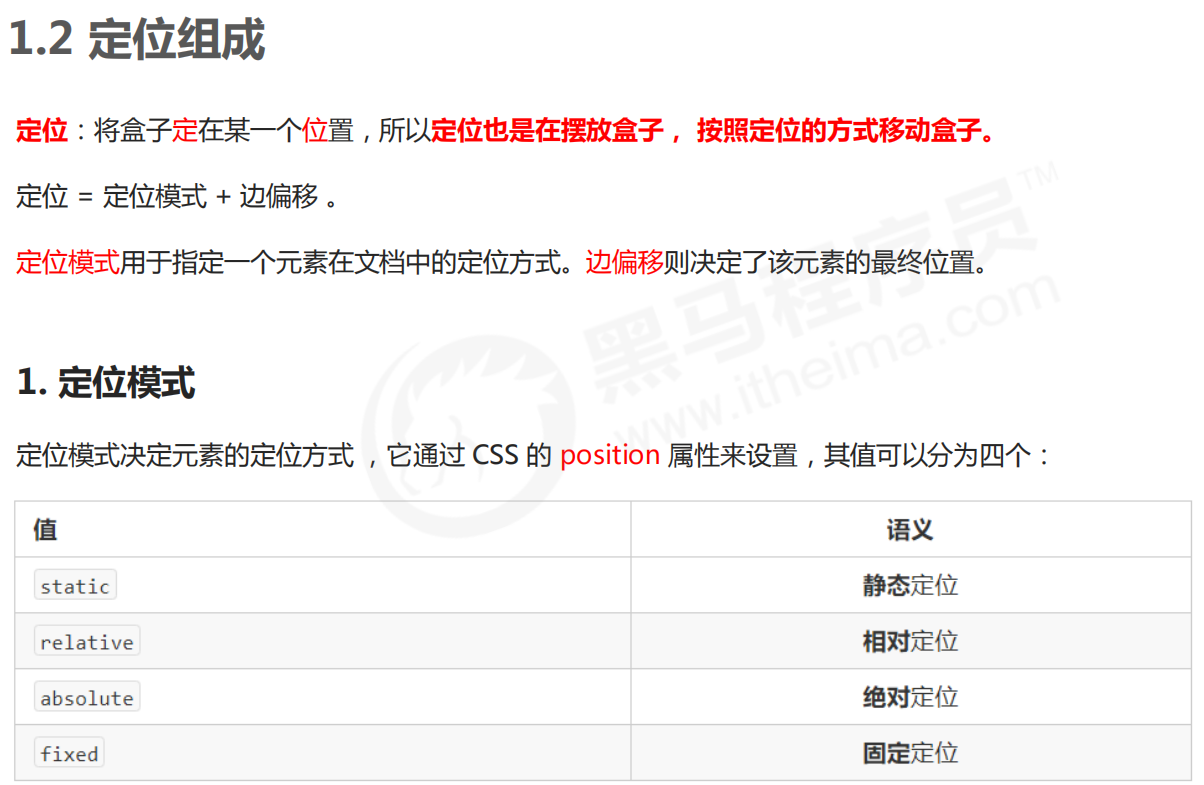 1.2 定位组成
定位：将盒子定在某一个位置，所以定位也是在摆放盒子， 按照定位的方式移动盒子。
定位 = 定位模式 + 边偏移 。
定位模式用于指定一个元素在文档中的定位方式。边偏移则决定了该元素的最终位置。
黑马程序员™
www.itheima.com
1. 定位模式
定位模式决定元素的定位方式 ，它通过 CSS 的 position 属性来设置，其值可以分为四个：
值 语义
static 静态定位
relative 相对定位
absolute 绝对定位
fixed 固定定位